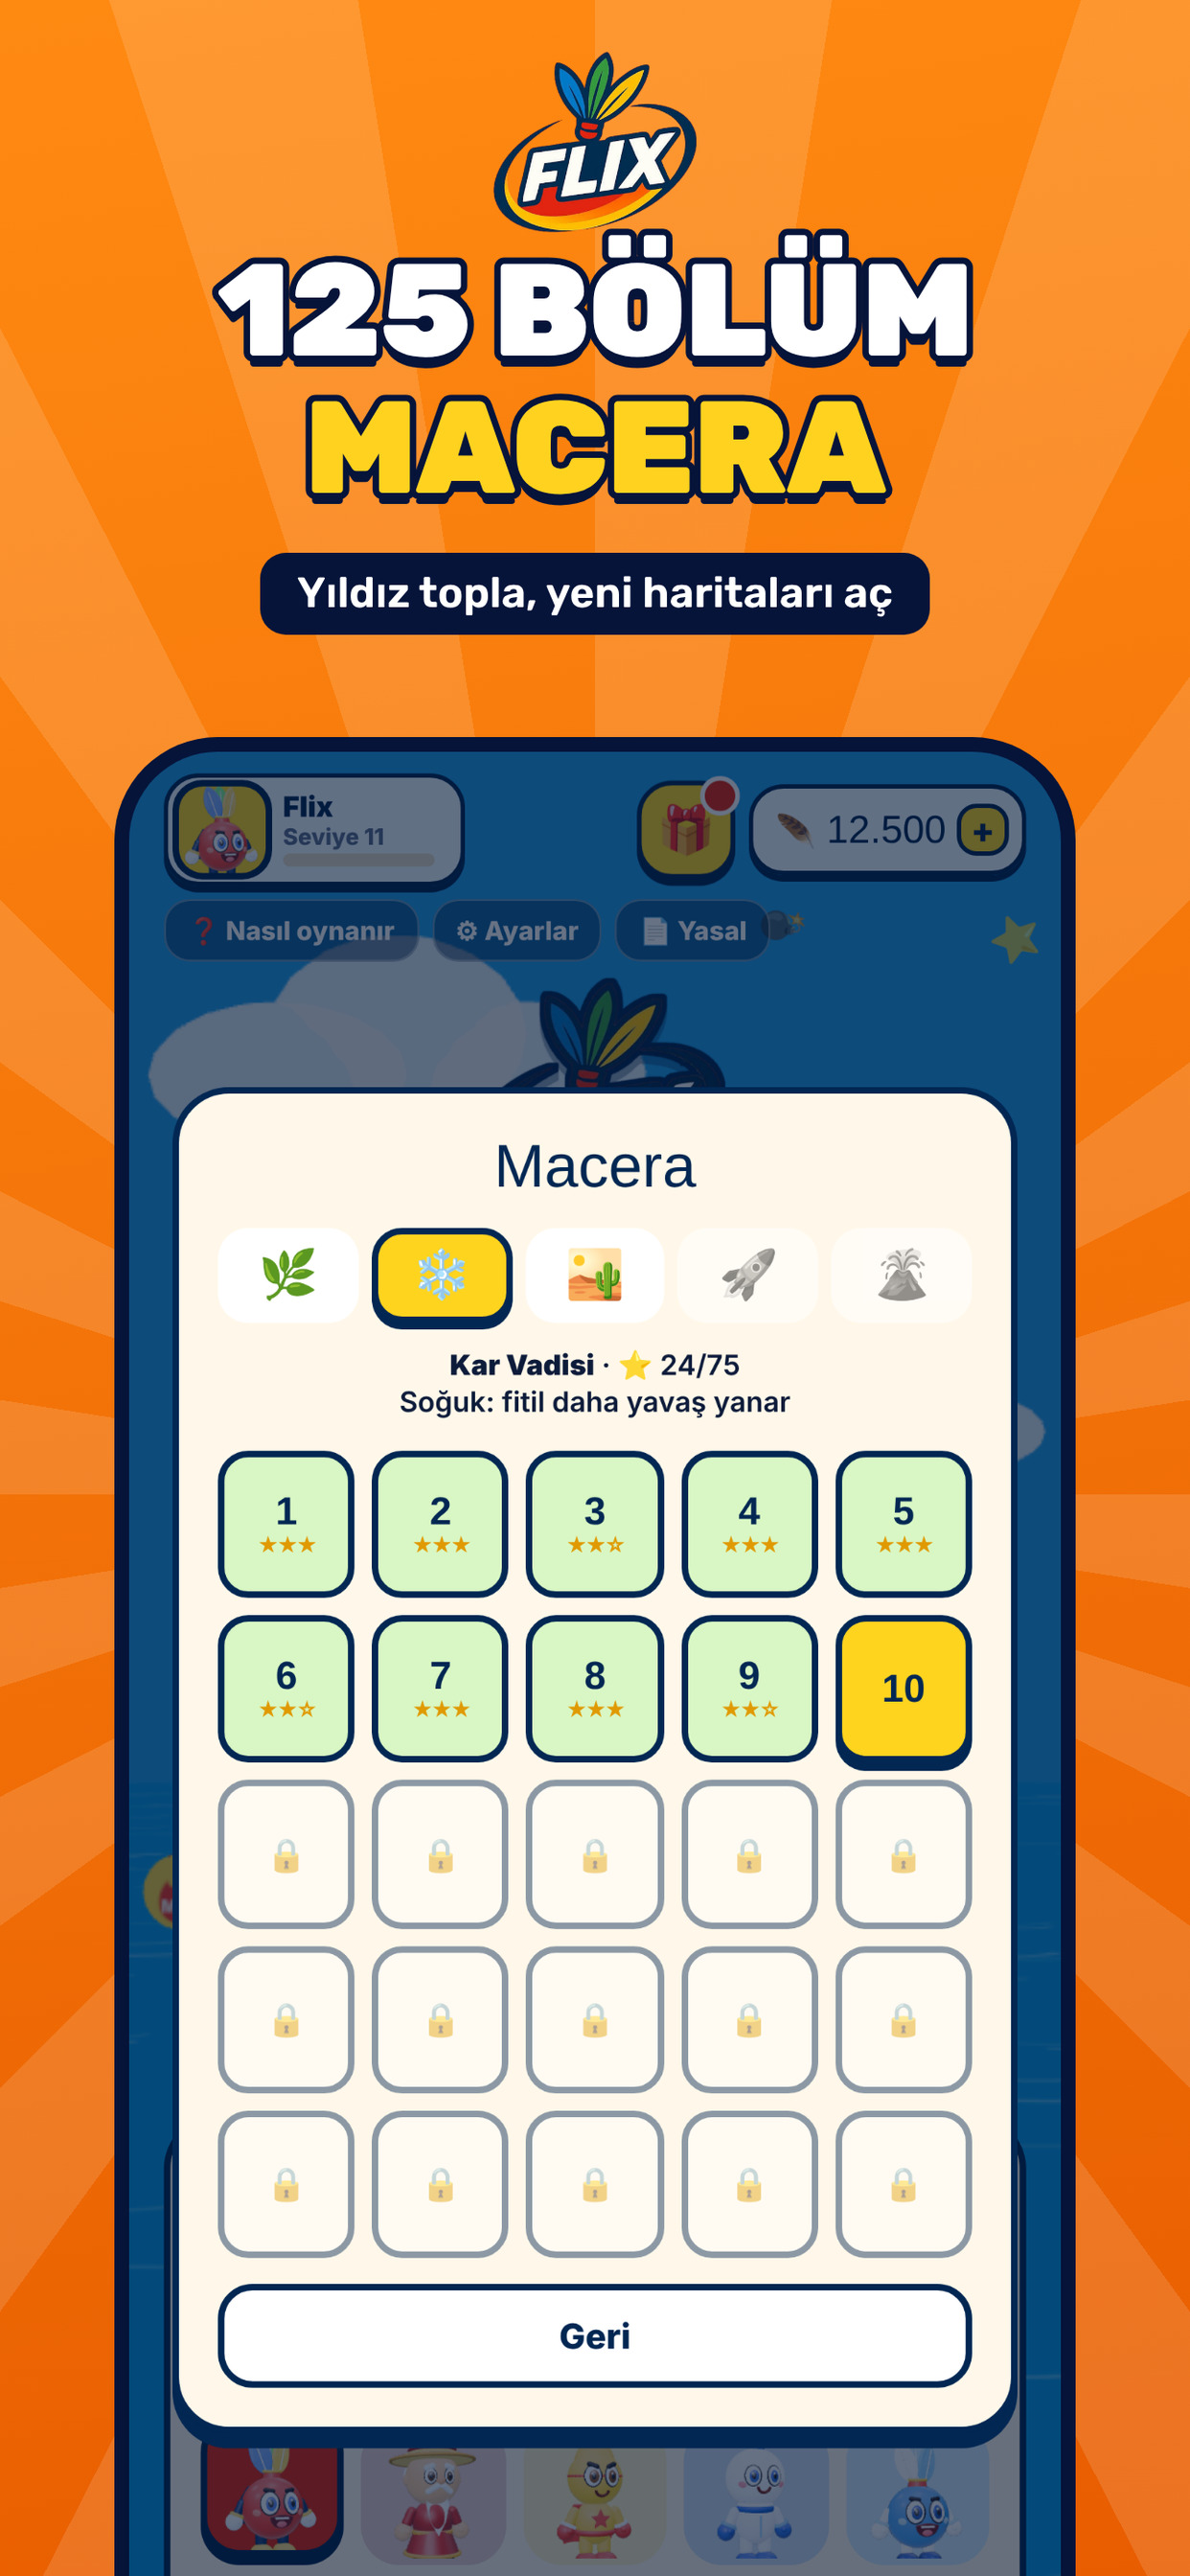 FLIX
125 BÖLÜM
MACERA
Yıldız topla, yeni haritaları aç
Flix
Seviye 11
12.500 +
Nasıl oynanır
Ayarlar
Yasal
Macera
Kar Vadisi · ⭐ 24/75
Soğuk: fitil daha yavaş yanar
1 2 3 4 5
★★★ ★★★ ★★☆ ★★★ ★★★
6 7 8 9 10
★★☆ ★★★ ★★★ ★★☆
Geri